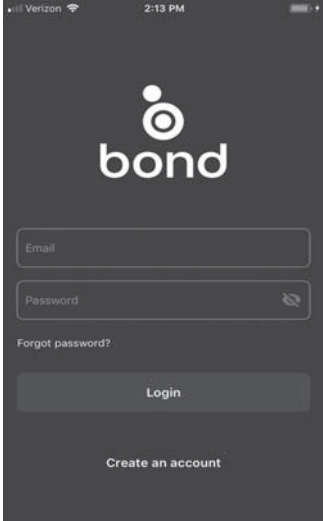 Verizon 2:13 PM
bond
Email
Password
Forgot password?
Login
Create an account